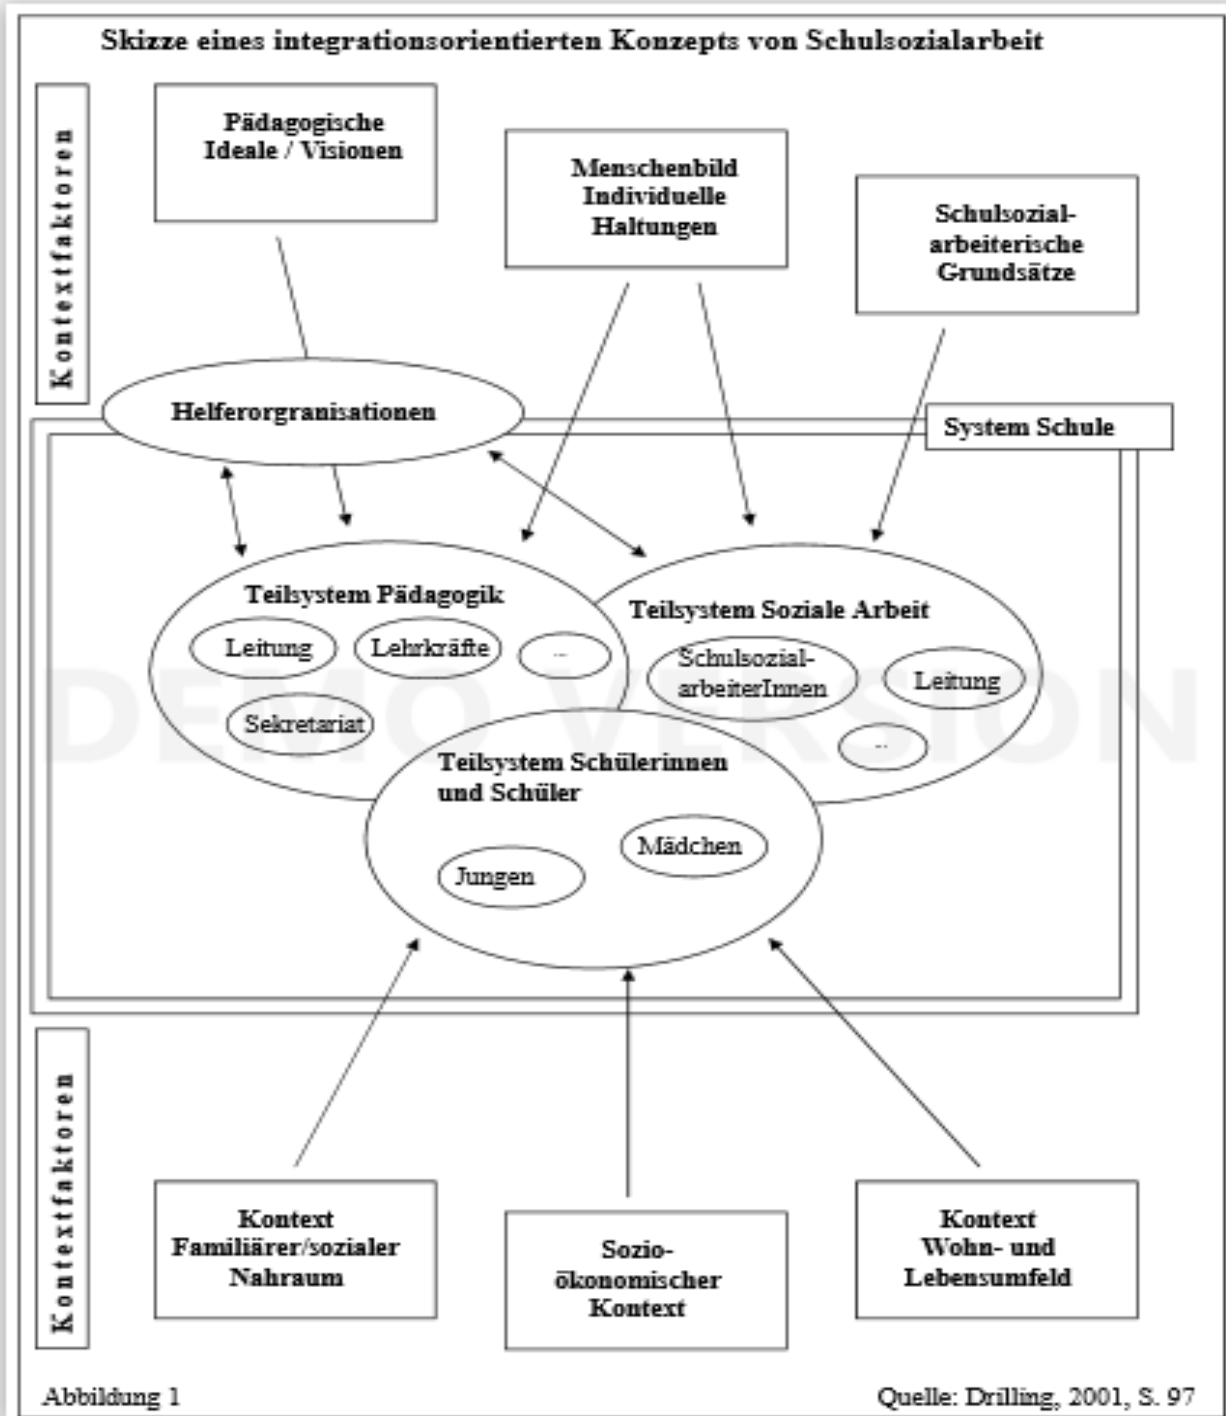 Skizze eines integrationsorientierten Konzepts von Schulsozialarbeit
Kontextfaktoren
Pädagogische
Ideale / Visionen
Menschenbild
Individuelle
Haltungen
Schulsozial-
arbeiterische
Grundsätze
Helferorgranisationen
System Schule
Teilsystem Pädagogik
Leitung
Lehrkräfte
...
Sekretariat
Teilsystem Soziale Arbeit
Schulsozial-
arbeiterInnen
Leitung
...
DEMO VERSION
Teilsystem Schülerinnen
und Schüler
Jungen
Mädchen
Kontextfaktoren
Kontext
Familiärer/sozialer
Nahraum
Sozio-
ökonomischer
Kontext
Kontext
Wohn- und
Lebensumfeld
Abbildung 1
Quelle: Drilling, 2001, S. 97